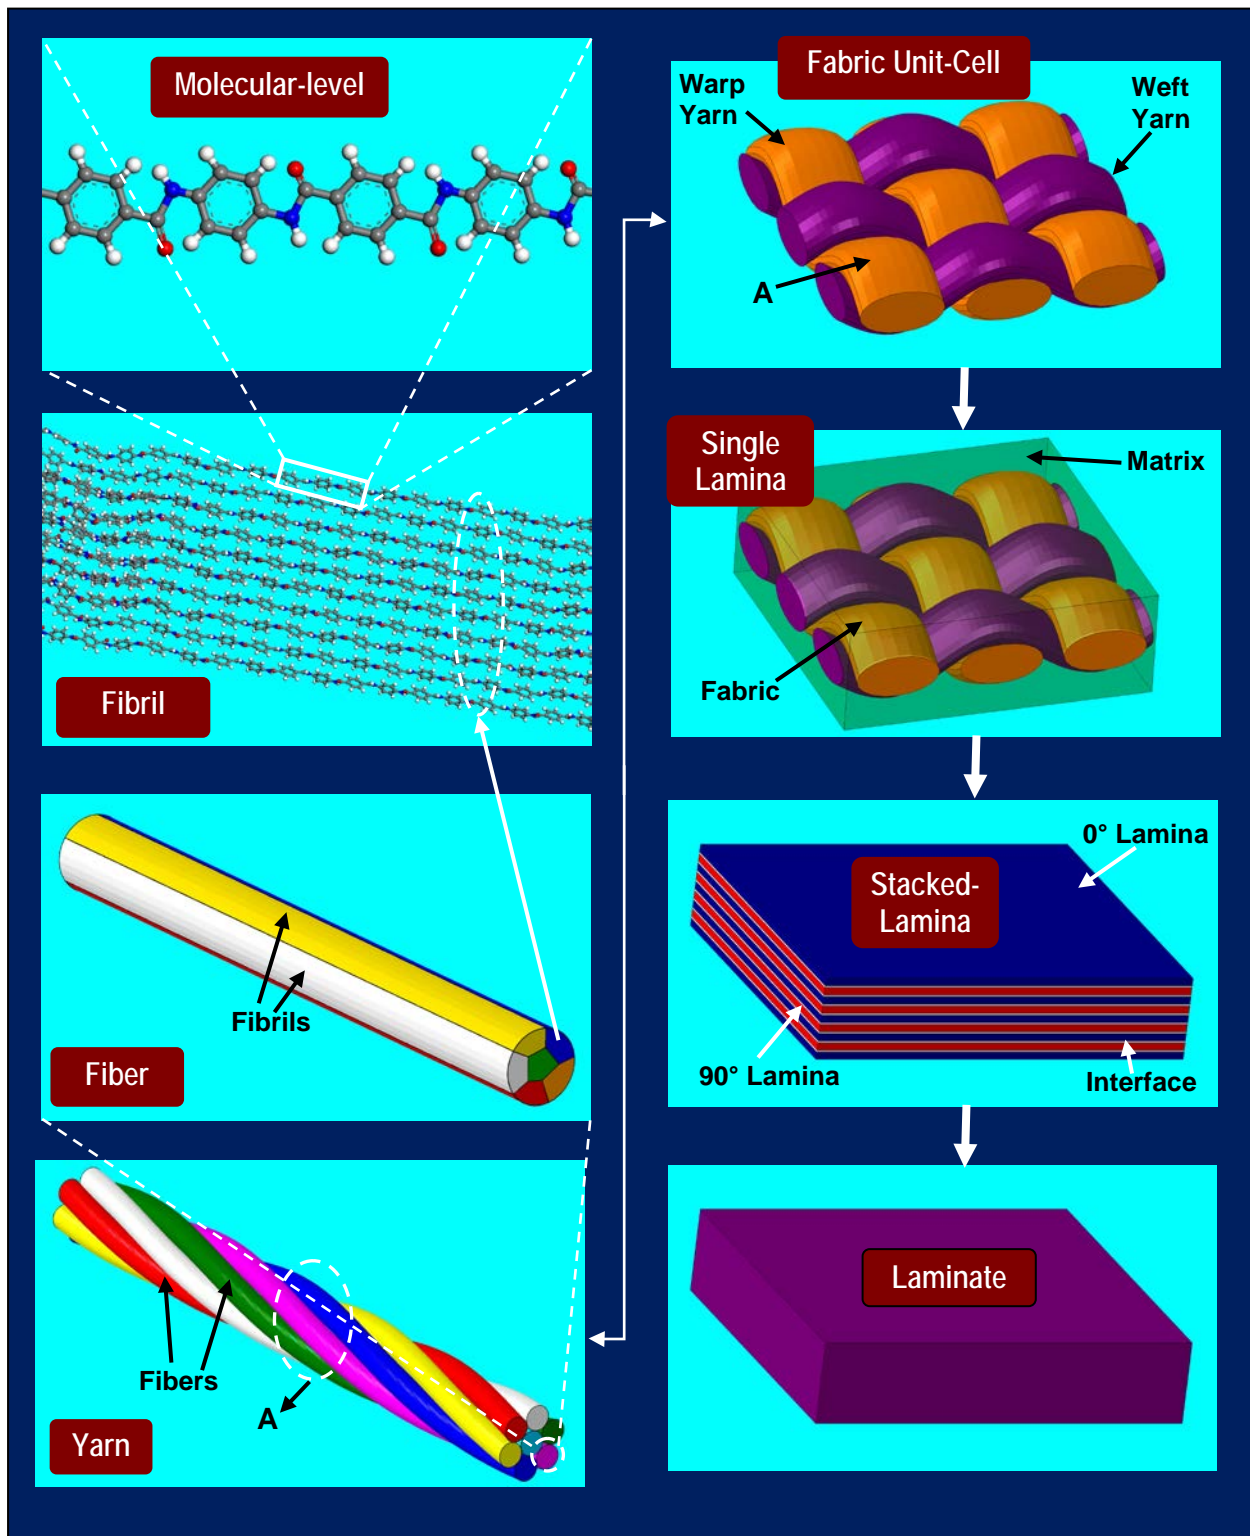 Molecular-level
Fibril
Fibrils
Fiber
Fibers
A
Yarn
Fabric Unit-Cell
Warp
Yarn
Weft
Yarn
A
Single
Lamina
Matrix
Fabric
0° Lamina
Stacked-
Lamina
90° Lamina
Interface
Laminate